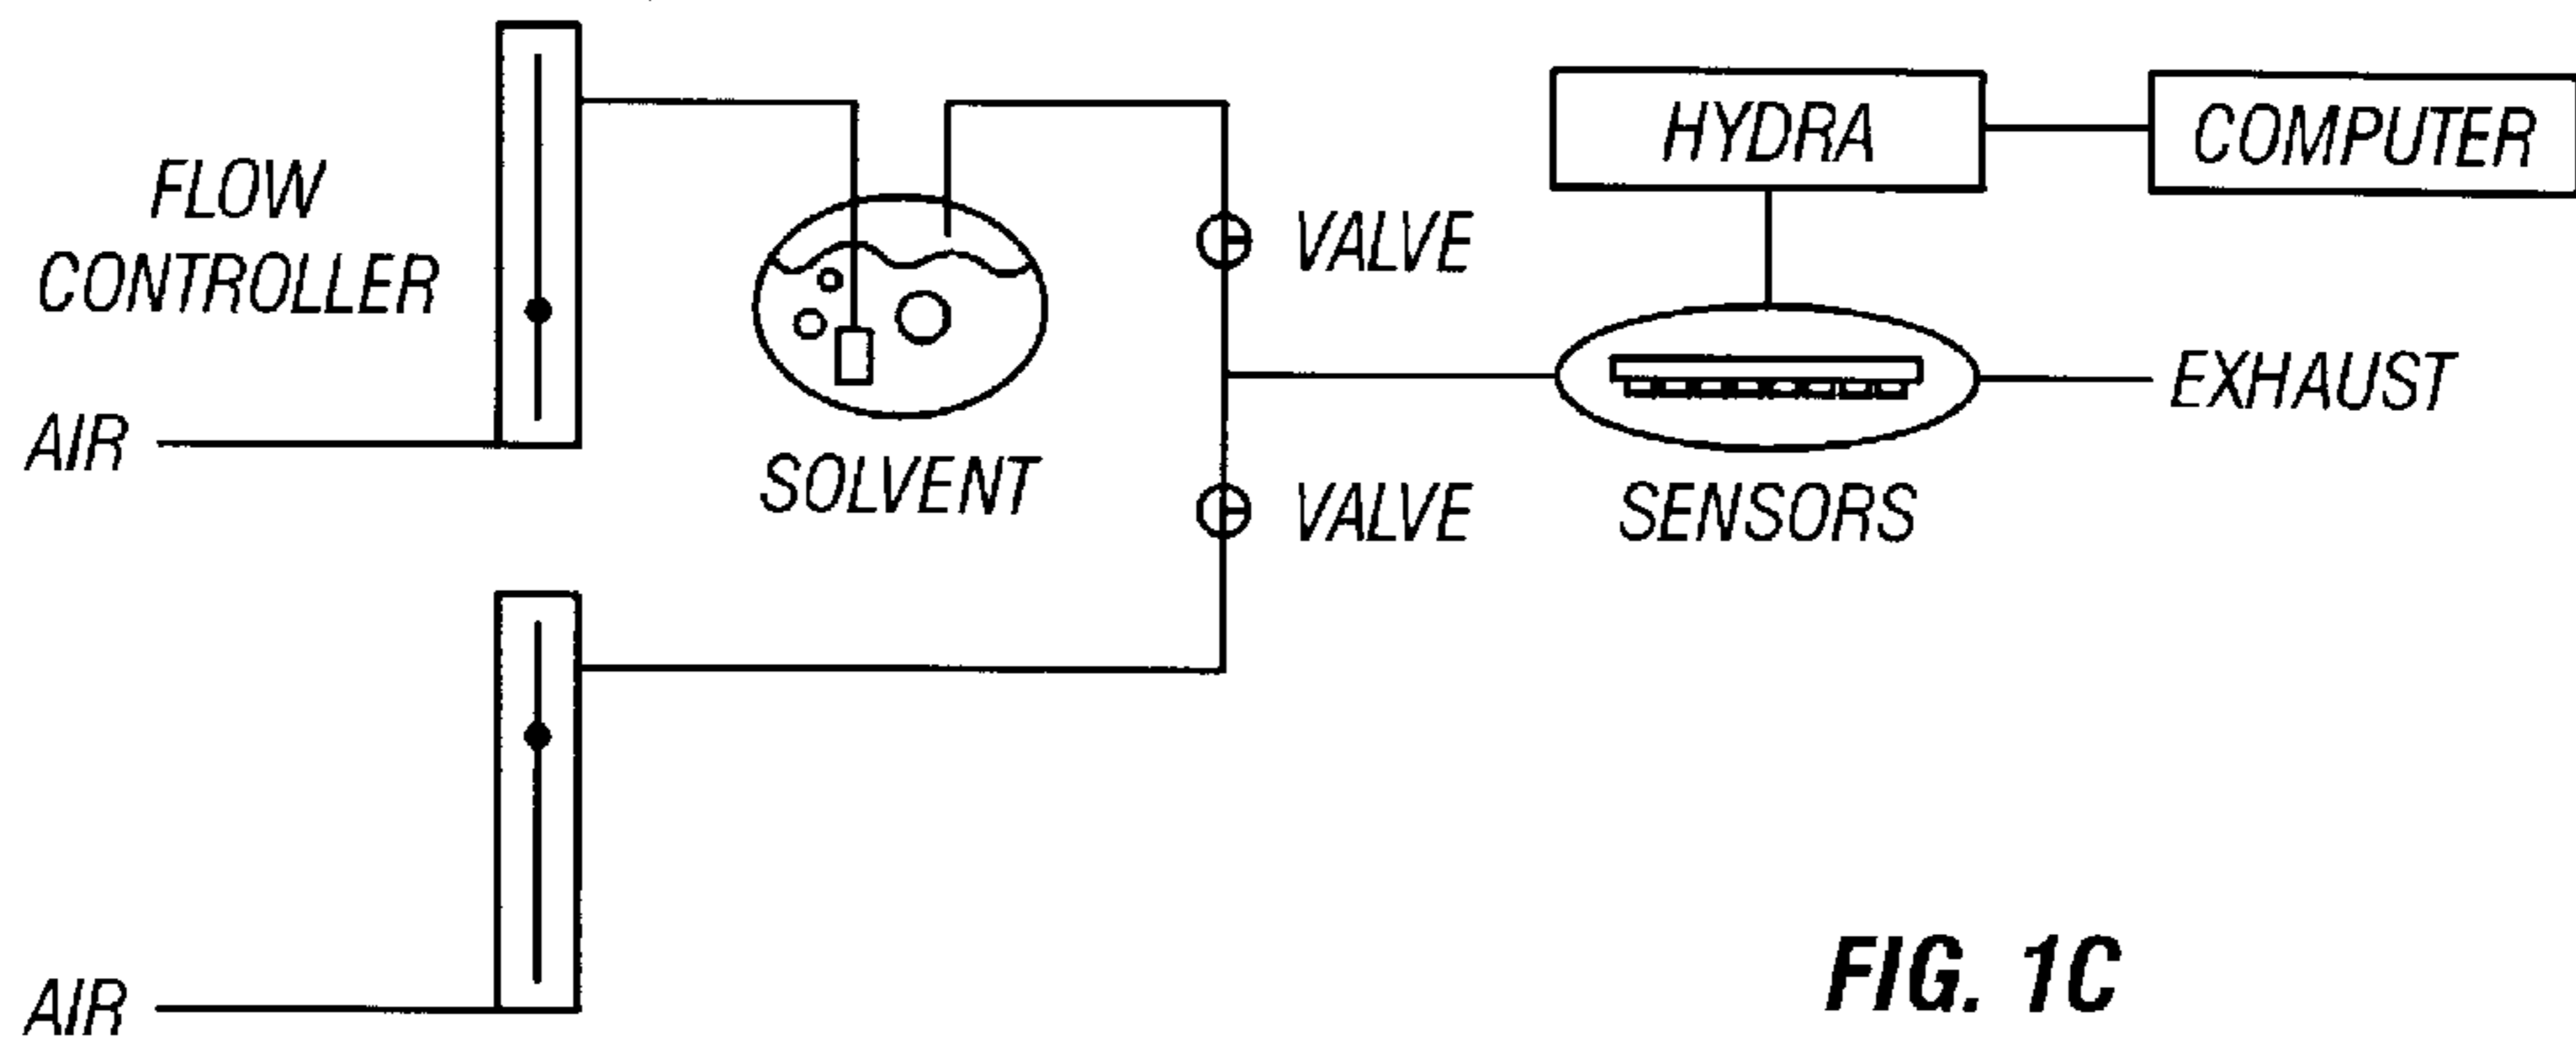 HYDRA
COMPUTER
FLOW
CONTROLLER
VALVE
EXHAUST
AIR
SOLVENT
VALVE
SENSORS
AIR
FIG. 1C